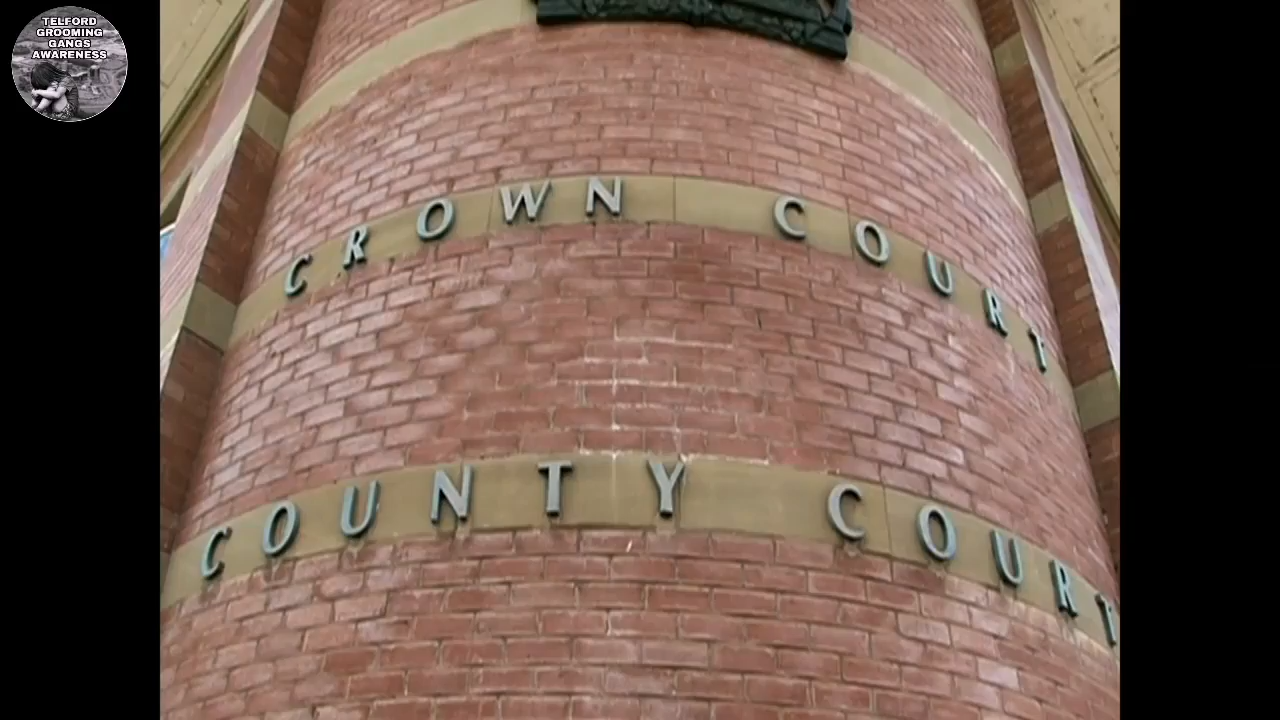 TELFORD
GROOMING
GANGS
AWARENESS
CROWN COURT
COUNTY COURT